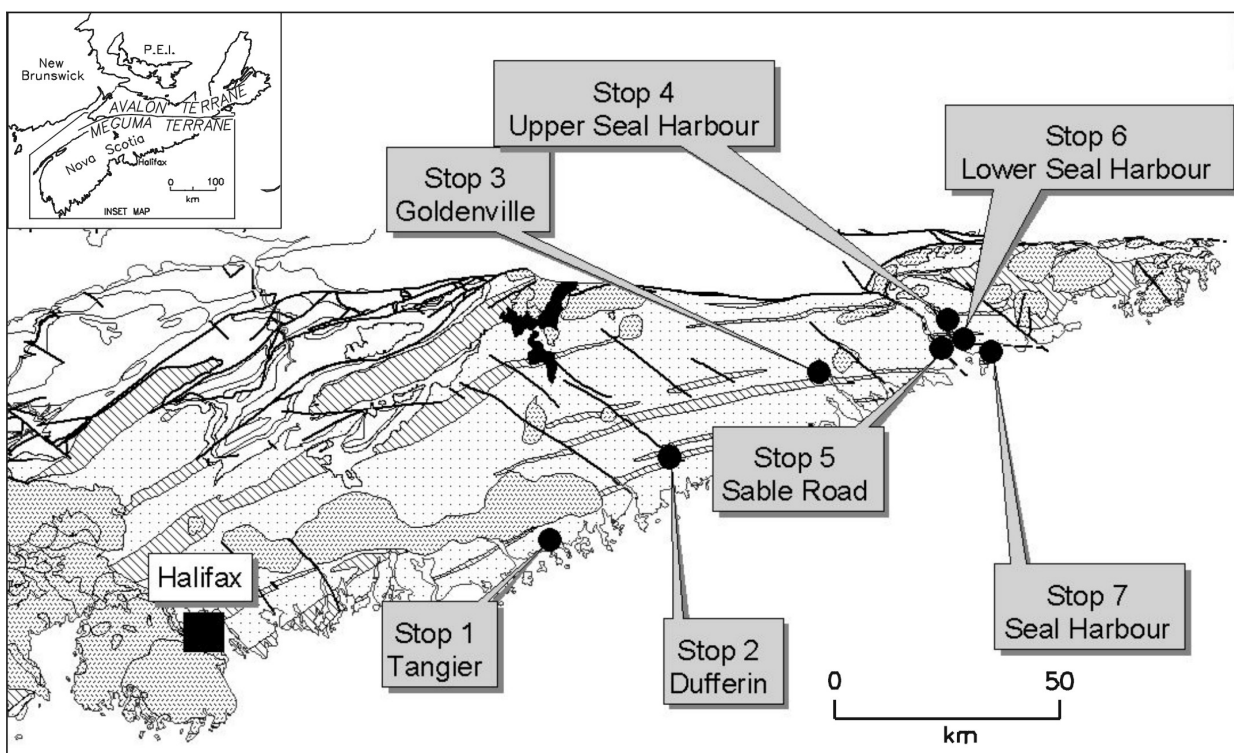 New
Brunswick
P.E.I.
AVALON TERRANE
MEGUMA TERRANE
Nova Scotia
Halifax
0 100
km
INSET MAP
Stop 4
Upper Seal Harbour
Stop 6
Lower Seal Harbour
Stop 3
Goldenville
Stop 5
Sable Road
Halifax
Stop 1
Tangier
Stop 2
Dufferin
Stop 7
Seal Harbour
0 50
km